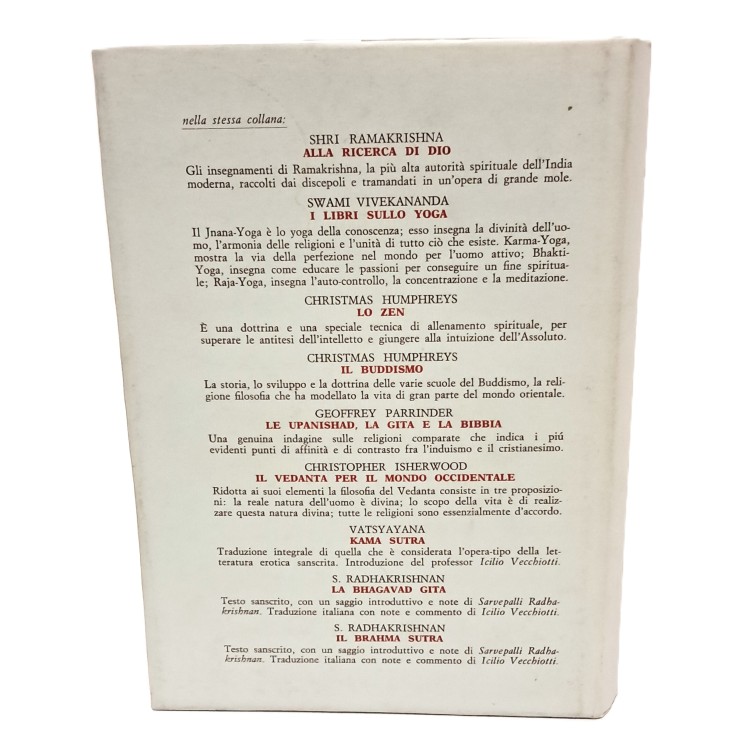 nella stessa collana:
SHRI RAMAKRISHNA
ALLA RICERCA DI DIO
Gli insegnamenti di Ramakrishna, la più alta autorità spirituale dell'India
moderna, raccolti dai discepoli e tramandati in un'opera di grande mole.
SWAMI VIVEKANANDA
I LIBRI SULLO YOGA
Il Jnana-Yoga è lo yoga della conoscenza; esso insegna la divinità dell'uo-
mo, l'armonia delle religioni e l'unità di tutto ciò che esiste. Karma-Yoga,
mostra la via della perfezione nel mondo per l'uomo attivo; Bhakti-
Yoga, insegna come educare le passioni per conseguire un fine spiritua-
le; Raja-Yoga, insegna l'auto-controllo, la concentrazione e la meditazione.
CHRISTMAS HUMPHREYS
LO ZEN
È una dottrina e una speciale tecnica di allenamento spirituale, per
superare le antitesi dell'intelletto e giungere alla intuizione dell'Assoluto.
CHRISTMAS HUMPHREYS
IL BUDDISMO
La storia, lo sviluppo e la dottrina delle varie scuole del Buddismo, la reli-
gione filosofia che ha modellato la vita di gran parte del mondo orientale.
GEOFFREY PARRINDER
LE UPANISHAD, LA GITA E LA BIBBIA
Una genuina indagine sulle religioni comparate che indica i piú
evidenti punti di affinità e di contrasto fra l'induismo e il cristianesimo.
CHRISTOPHER ISHERWOOD
IL VEDANTA PER IL MONDO OCCIDENTALE
Ridotta ai suoi elementi la filosofia del Vedanta consiste in tre proposizio-
ni: la reale natura dell'uomo è divina; lo scopo della vita è di realiz-
zare questa natura divina; tutte le religioni sono essenzialmente d'accordo.
VATSYAYANA
KAMA SUTRA
Traduzione integrale di quella che è considerata l'opera-tipo della let-
teratura erotica sanscrita. Introduzione del professor Icilio Vecchiotti.
S. RADHAKRISHNAN
LA BHAGAVAD GITA
Testo sanscrito, con un saggio introduttivo e note di Sarvepalli Radha-
krishnan. Traduzione italiana con note e commento di Icilio Vecchiotti.
S. RADHAKRISHNAN
IL BRAHMA SUTRA
Testo sanscrito, con un saggio introduttivo e note di Sarvepalli Radha-
krishnan. Traduzione italiana con note e commento di Icilio Vecchiotti.